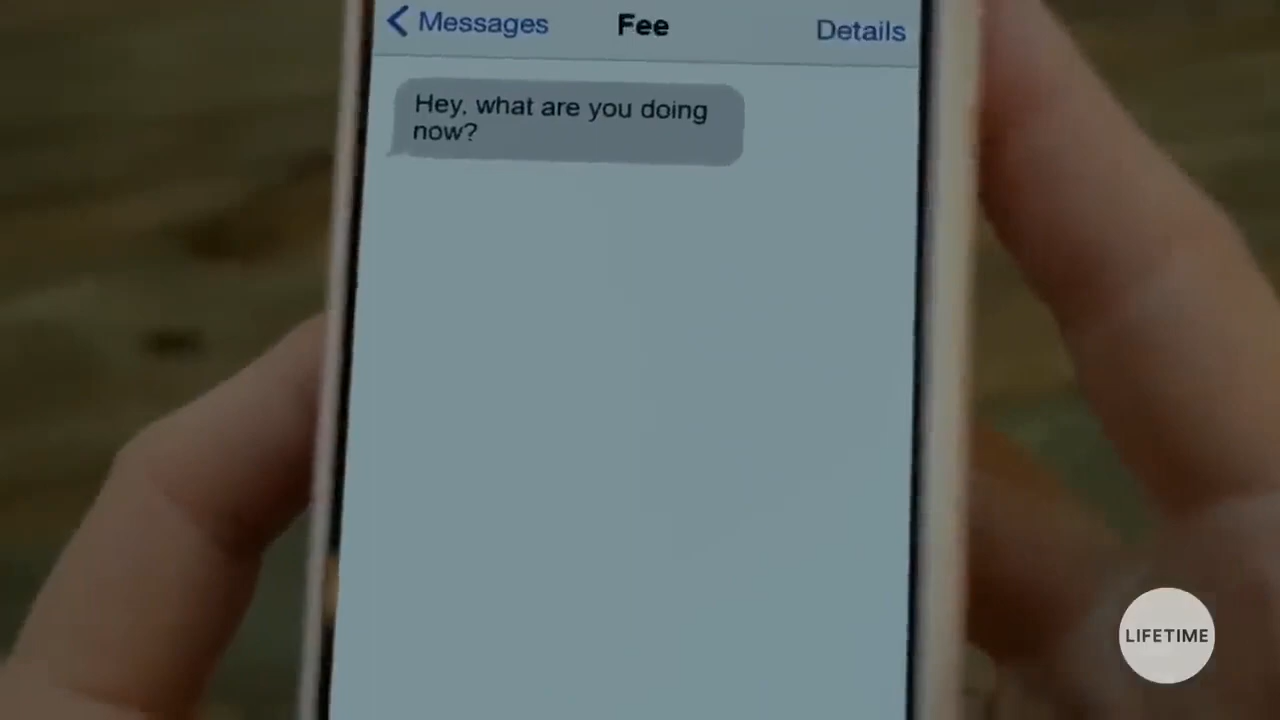 Messages
Fee
Details
Hey, what are you doing
now?
LIFETIME